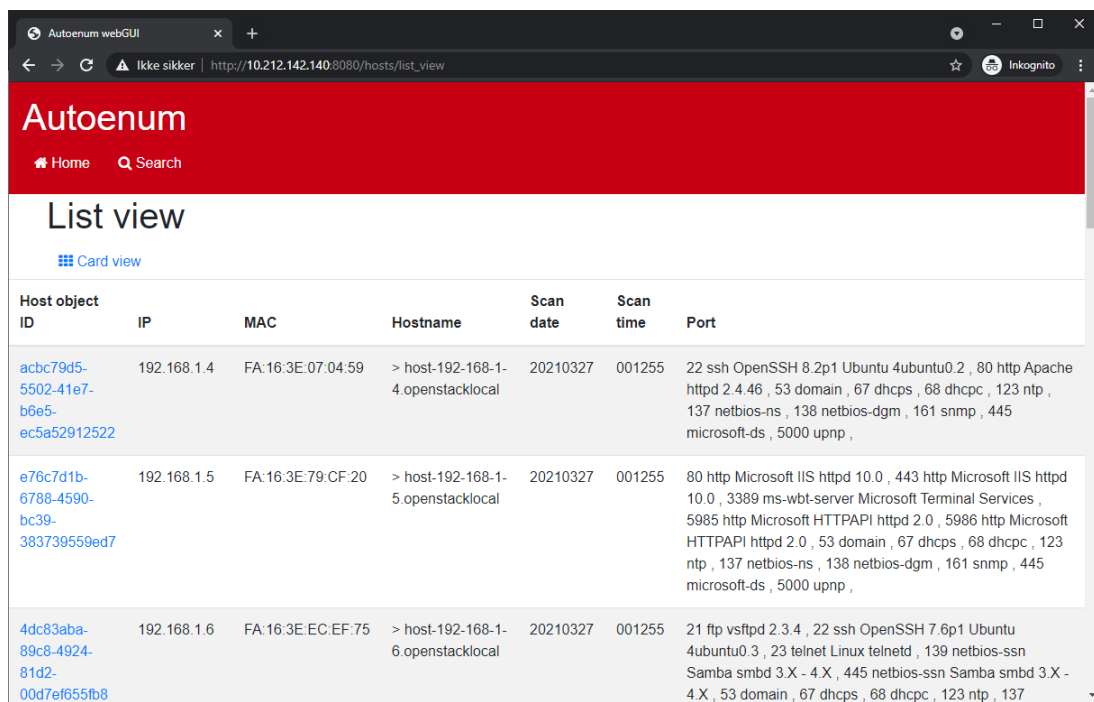 Autoenum webGUI
Ikke sikker | http://10.212.142.140:8080/hosts/list_view
Inkognito
Autoenum
Home Search
List view
Card view
Host object ID IP MAC Hostname Scan date Scan time Port
acbc79d5- 192.168.1.4 FA:16:3E:07:04:59 > host-192-168-1- 20210327 001255 22 ssh OpenSSH 8.2p1 Ubuntu 4ubuntu0.2 , 80 http Apache
5502-41e7- 4.openstacklocal httpd 2.4.46 , 53 domain , 67 dhcps , 68 dhcpc , 123 ntp ,
b6e5- 137 netbios-ns , 138 netbios-dgm , 161 snmp , 445
ec5a52912522 microsoft-ds , 5000 upnp ,
e76c7d1b- 192.168.1.5 FA:16:3E:79:CF:20 > host-192-168-1- 20210327 001255 80 http Microsoft IIS httpd 10.0 , 443 http Microsoft IIS httpd
6788-4590- 5.openstacklocal 10.0 , 3389 ms-wbt-server Microsoft Terminal Services ,
bc39- 5985 http Microsoft HTTPAPI httpd 2.0 , 5986 http Microsoft
383739559ed7 HTTPAPI httpd 2.0 , 53 domain , 67 dhcps , 68 dhcpc , 123
ntp , 137 netbios-ns , 138 netbios-dgm , 161 snmp , 445
microsoft-ds , 5000 upnp ,
4dc83aba- 192.168.1.6 FA:16:3E:EC:EF:75 > host-192-168-1- 20210327 001255 21 ftp vsftpd 2.3.4 , 22 ssh OpenSSH 7.6p1 Ubuntu
89c8-4924- 6.openstacklocal 4ubuntu0.3 , 23 telnet Linux telnetd , 139 netbios-ssn
81d2- Samba smbd 3.X - 4.X , 445 netbios-ssn Samba smbd 3.X -
00d7ef655fb8 4.X , 53 domain , 67 dhcps , 68 dhcpc , 123 ntp , 137